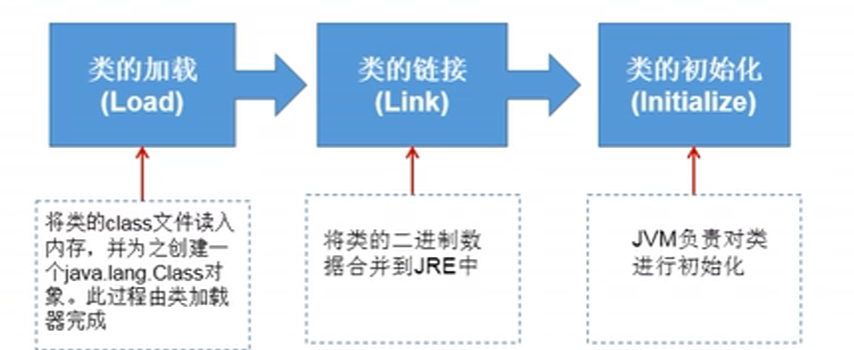 类的加载
(Load)
类的链接
(Link)
类的初始化
(Initialize)
将类的class文件读入
内存，并为之创建一
个java.lang.Class对
象。此过程由类加载
器完成
将类的二进制数
据合并到JRE中
JVM负责对类
进行初始化